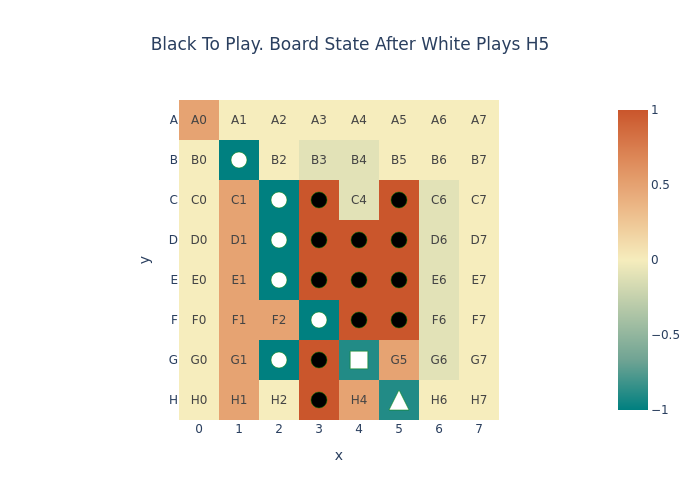 Black To Play. Board State After White Plays H5
A A0 A1 A2 A3 A4 A5 A6 A7
B B0 B2 B3 B4 B5 B6 B7
C C0 C1 C4 C6 C7
D D0 D1 D6 D7
E E0 E1 E6 E7
F F0 F1 F2 F6 F7
G G0 G1 G5 G6 G7
H H0 H1 H2 H4 H6 H7
0 1 2 3 4 5 6 7
x
y
1
0.5
0
−0.5
−1